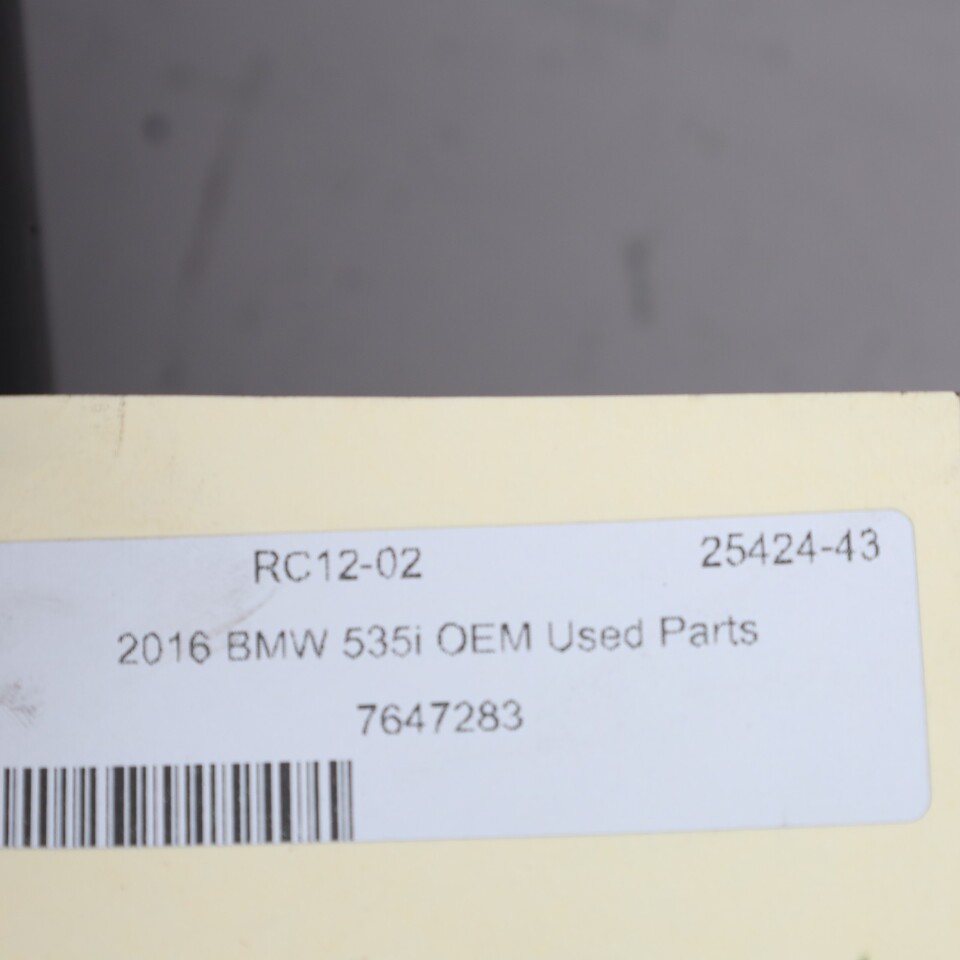 RC12-02 25424-43
2016 BMW 535i OEM Used Parts
7647283